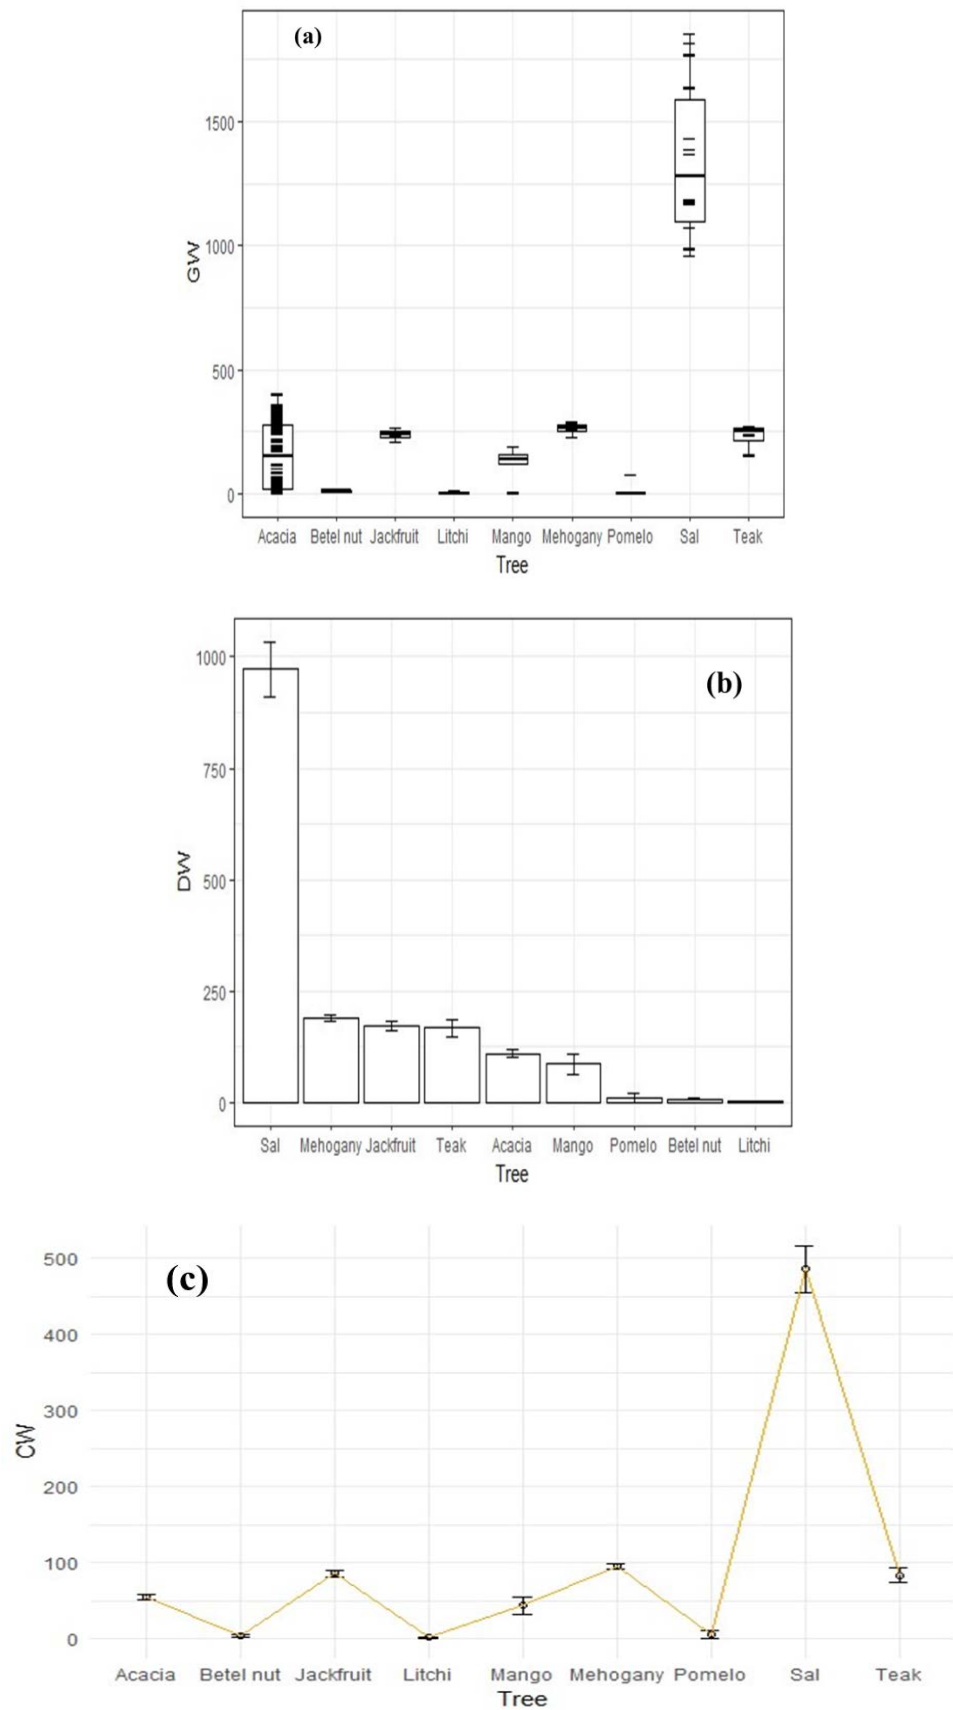 (a)
1500
1000
500
0
GW
Acacia Betel nut Jackfruit Litchi Mango Mehogany Pomelo Sal Teak
Tree
(b)
1000
750
500
250
0
DW
Sal Mehogany Jackfruit Teak Acacia Mango Pomelo Betel nut Litchi
Tree
(c)
500
400
300
200
100
0
CW
Acacia Betel nut Jackfruit Litchi Mango Mehogany Pomelo Sal Teak
Tree